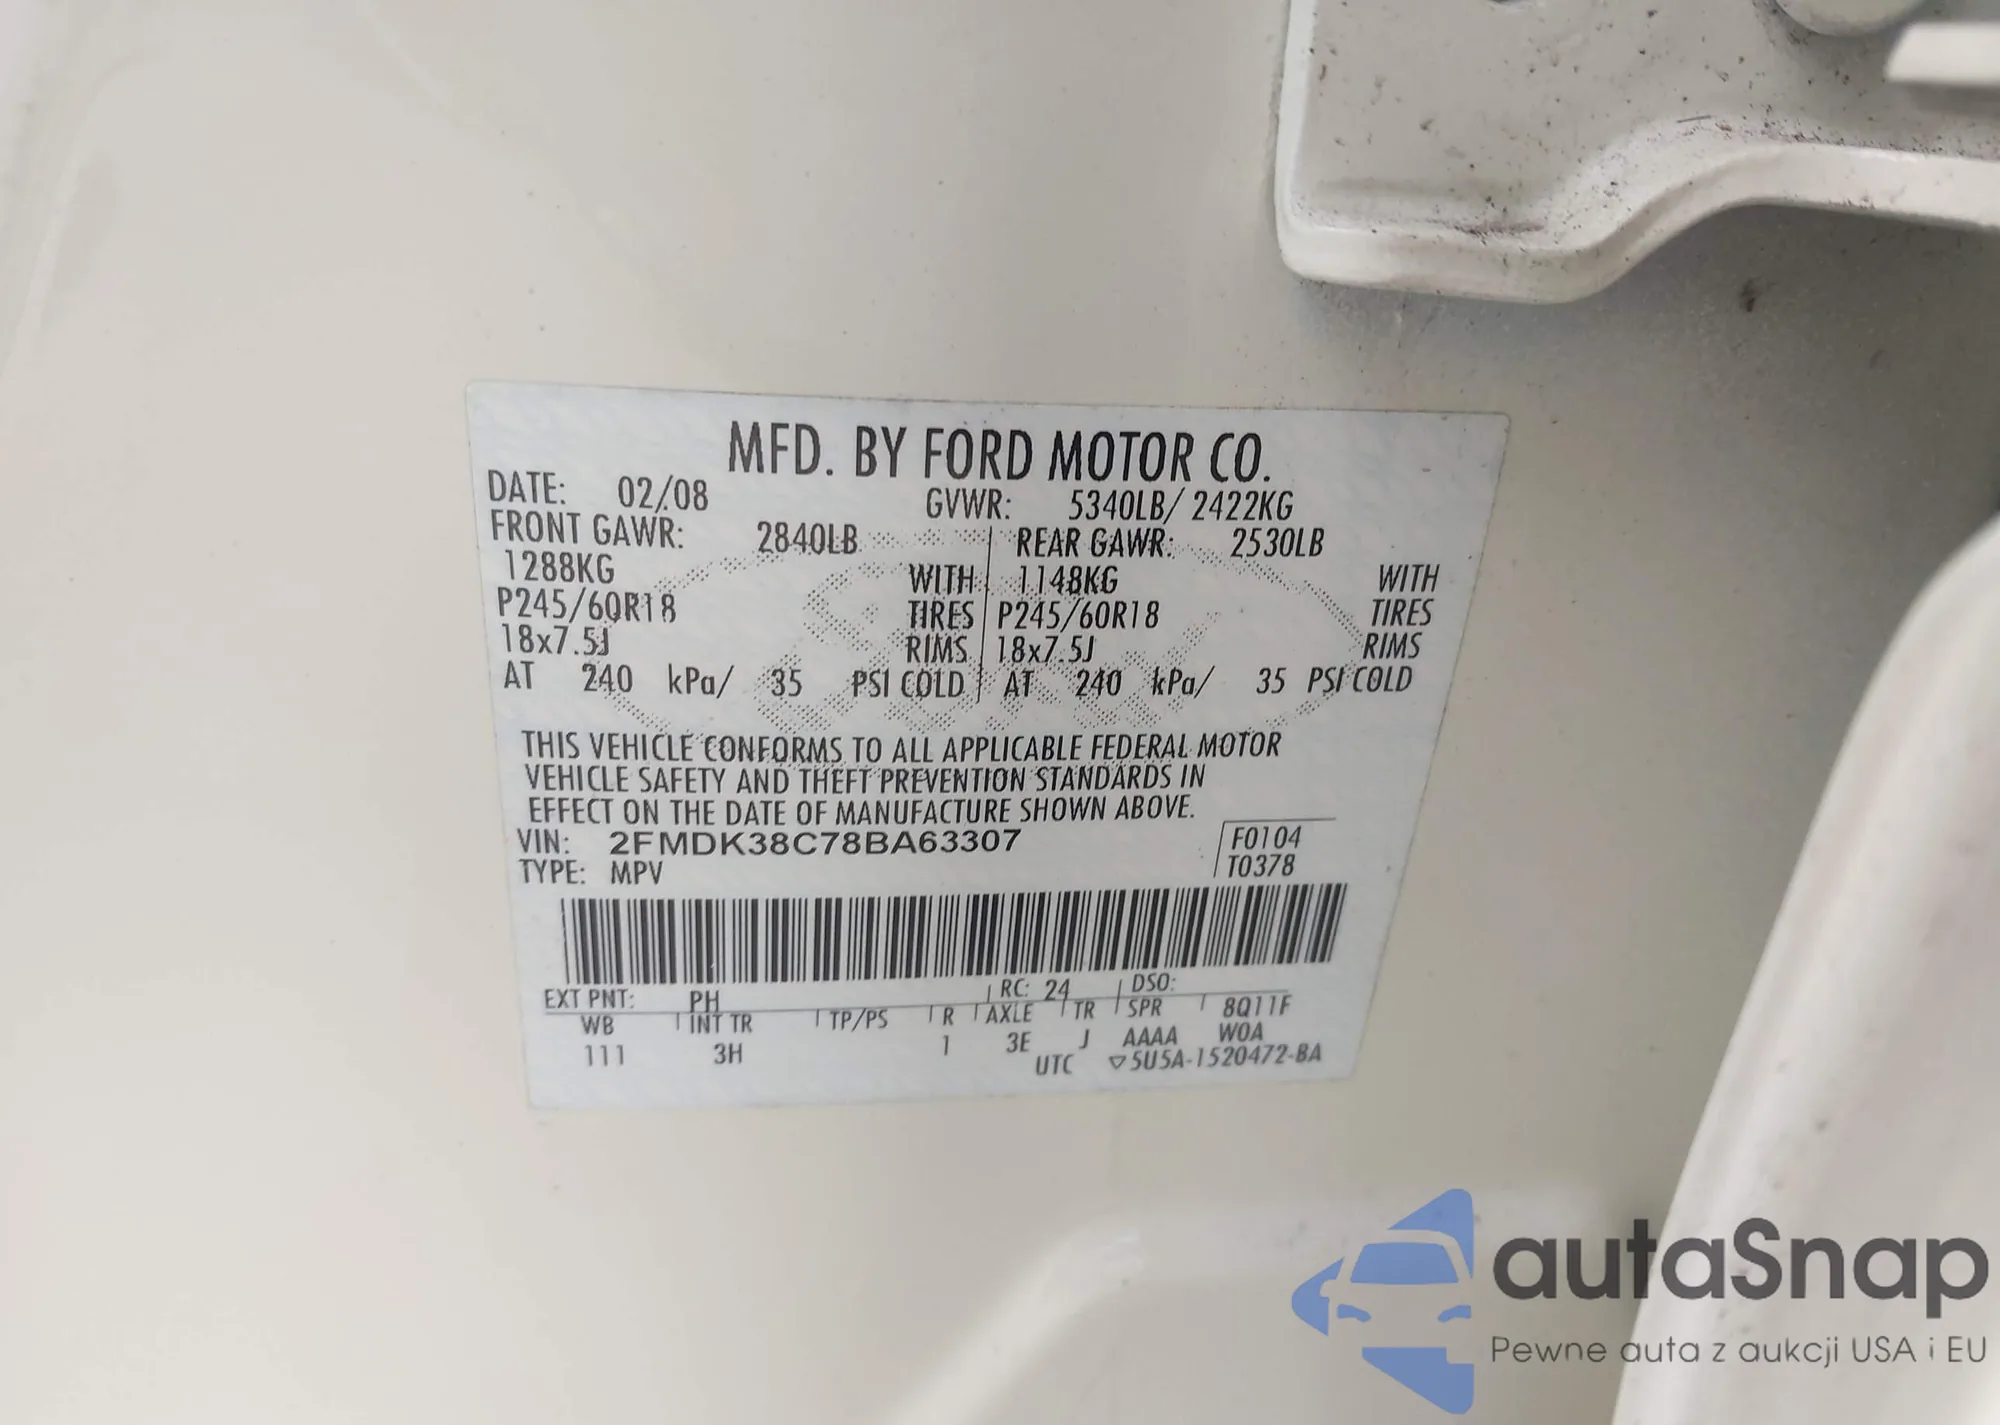 MFD. BY FORD MOTOR CO.
DATE: 02/08 GVWR: 5340LB/ 2422KG
FRONT GAWR: 2840LB REAR GAWR: 2530LB
1288KG WITH 1148KG WITH
P245/60R18 TIRES P245/60R18 TIRES
18x7.5J RIMS 18x7.5J RIMS
AT 240 kPa/ 35 PSI COLD AT 240 kPa/ 35 PSI COLD
THIS VEHICLE CONFORMS TO ALL APPLICABLE FEDERAL MOTOR
VEHICLE SAFETY AND THEFT PREVENTION STANDARDS IN
EFFECT ON THE DATE OF MANUFACTURE SHOWN ABOVE.
VIN: 2FMDK38C78BA63307 F0104
TYPE: MPV T0378
EXT PNT: PH RC: 24 DSO:
WB INT TR TP/PS R AXLE TR SPR 8Q11F
111 3H 1 3E J AAAA W0A
UTC ▽5U5A-1520472-BA
autaSnap
Pewne auta z aukcji USA i EU